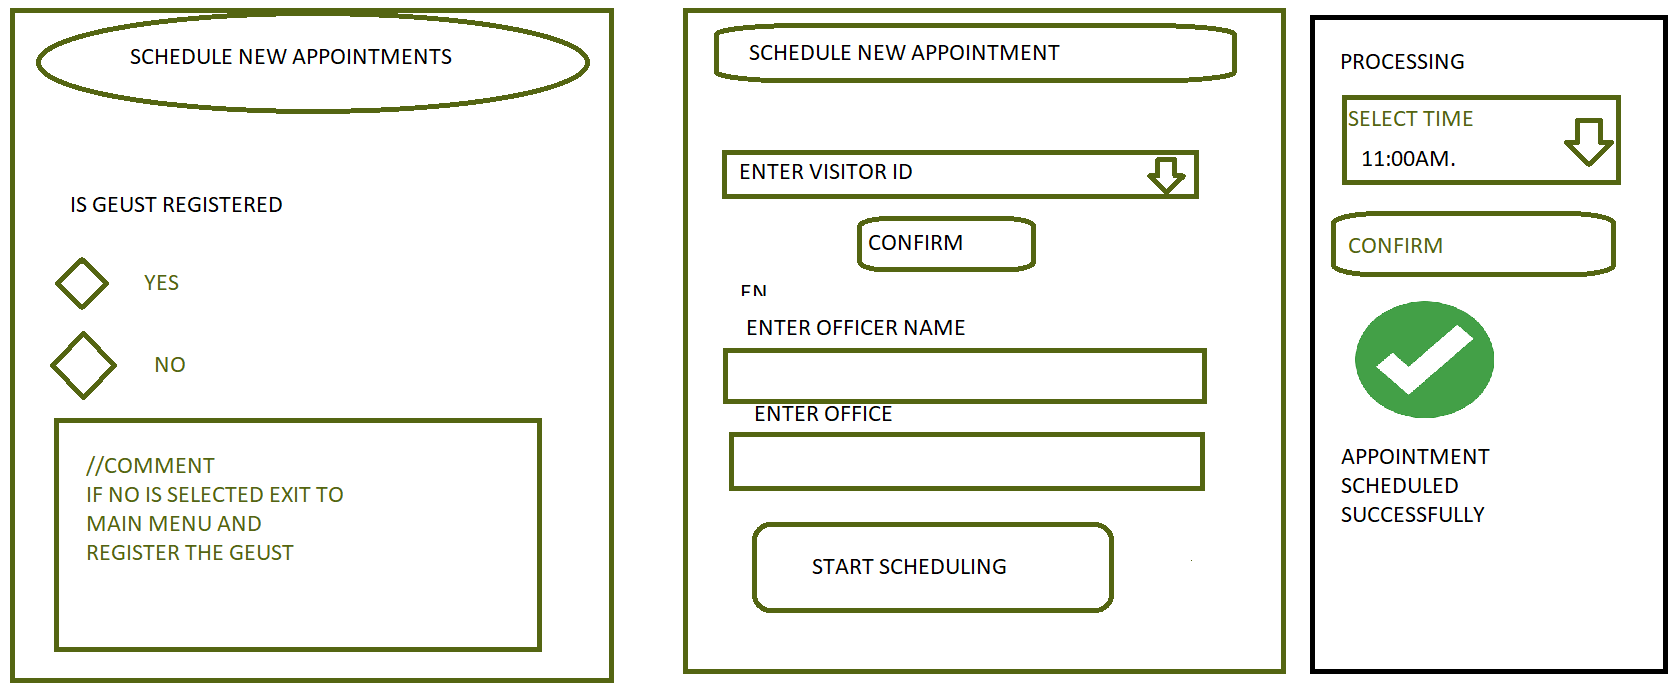 SCHEDULE NEW APPOINTMENTS
IS GEUST REGISTERED
YES
NO
//COMMENT
IF NO IS SELECTED EXIT TO
MAIN MENU AND
REGISTER THE GEUST
SCHEDULE NEW APPOINTMENT
ENTER VISITOR ID
CONFIRM
EN
ENTER OFFICER NAME
ENTER OFFICE
START SCHEDULING
PROCESSING
SELECT TIME
11:00AM.
CONFIRM
APPOINTMENT
SCHEDULED
SUCCESSFULLY